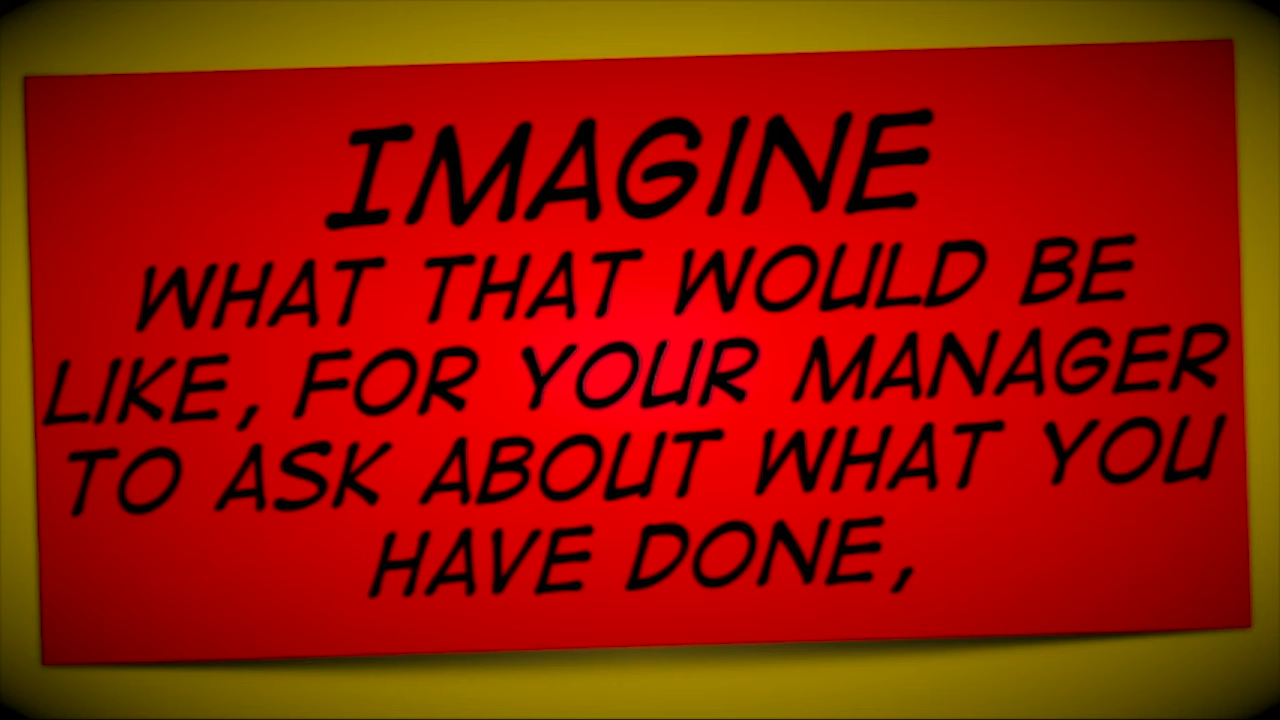 IMAGINE
WHAT THAT WOULD BE
LIKE, FOR YOUR MANAGER
TO ASK ABOUT WHAT YOU
HAVE DONE,